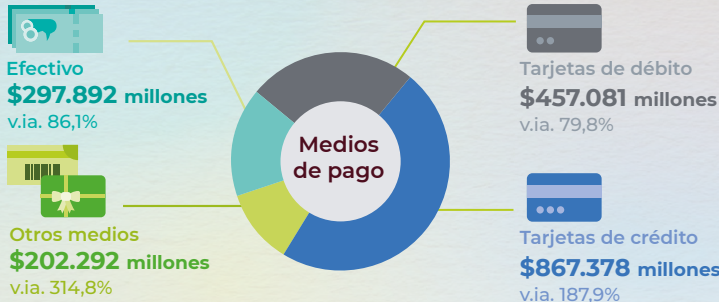 Efectivo
$297.892 millones
v.ia. 86,1%
Otros medios
$202.292 millones
v.ia. 314,8%
Medios
de pago
Tarjetas de débito
$457.081 millones
v.ia. 79,8%
Tarjetas de crédito
$867.378 millones
v.ia. 187,9%